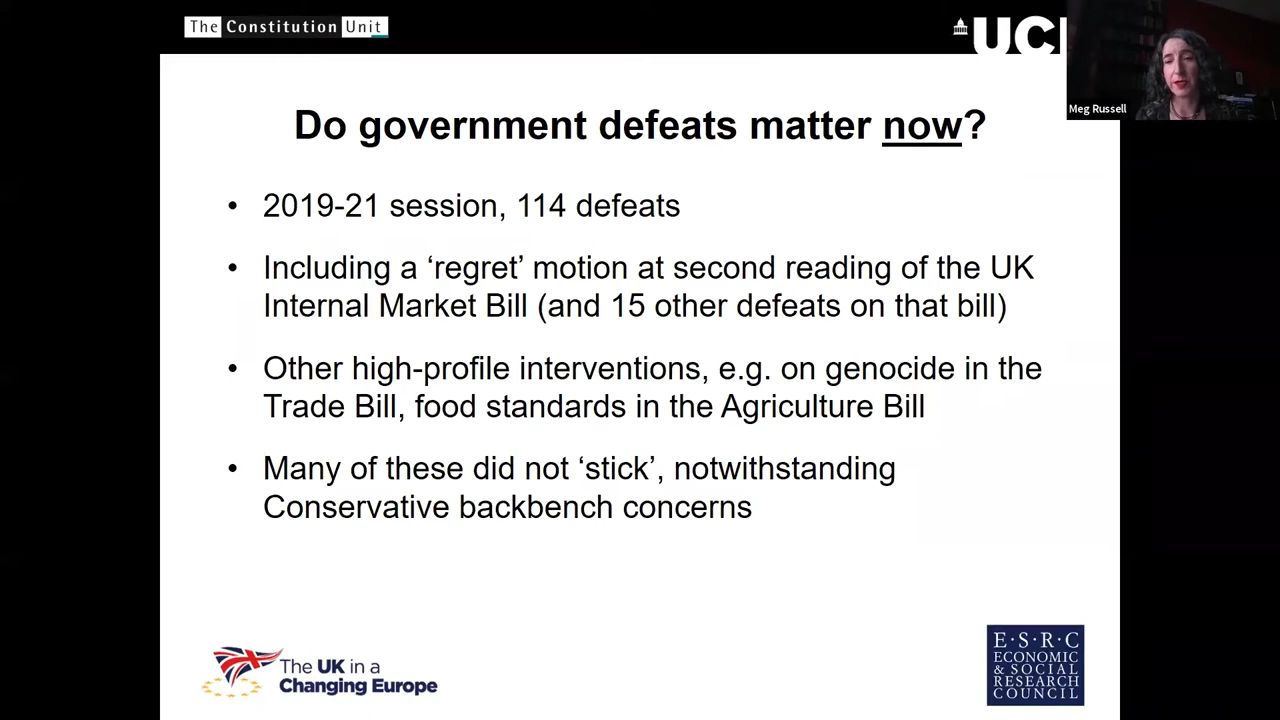 The Constitution Unit
UCL
Meg Russell
Do government defeats matter now?
• 2019-21 session, 114 defeats
• Including a ‘regret’ motion at second reading of the UK
Internal Market Bill (and 15 other defeats on that bill)
• Other high-profile interventions, e.g. on genocide in the
Trade Bill, food standards in the Agriculture Bill
• Many of these did not ‘stick’, notwithstanding
Conservative backbench concerns
The UK in a
Changing Europe
E·S·R·C
ECONOMIC
& SOCIAL
RESEARCH
COUNCIL